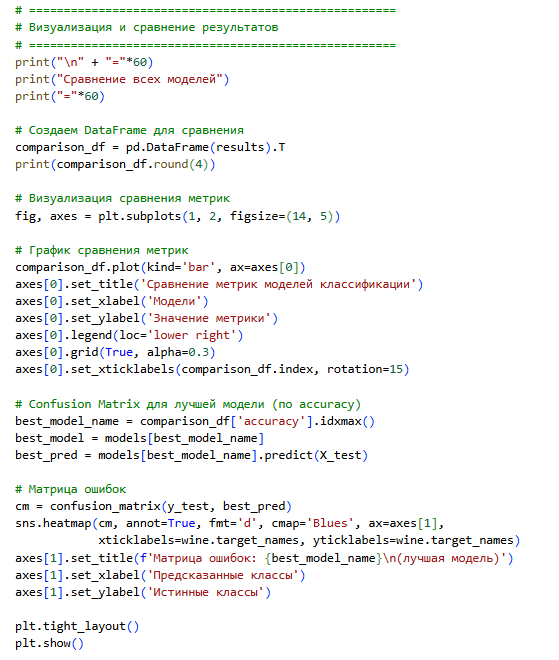 # =====================================================
# Визуализация и сравнение результатов
# =====================================================
print("\n" + "="*60)
print("Сравнение всех моделей")
print("="*60)

# Создаем DataFrame для сравнения
comparison_df = pd.DataFrame(results).T
print(comparison_df.round(4))

# Визуализация сравнения метрик
fig, axes = plt.subplots(1, 2, figsize=(14, 5))

# График сравнения метрик
comparison_df.plot(kind='bar', ax=axes[0])
axes[0].set_title('Сравнение метрик моделей классификации')
axes[0].set_xlabel('Модели')
axes[0].set_ylabel('Значение метрики')
axes[0].legend(loc='lower right')
axes[0].grid(True, alpha=0.3)
axes[0].set_xticklabels(comparison_df.index, rotation=15)

# Confusion Matrix для лучшей модели (по accuracy)
best_model_name = comparison_df['accuracy'].idxmax()
best_model = models[best_model_name]
best_pred = models[best_model_name].predict(X_test)

# Матрица ошибок
cm = confusion_matrix(y_test, best_pred)
sns.heatmap(cm, annot=True, fmt='d', cmap='Blues', ax=axes[1],
            xticklabels=wine.target_names, yticklabels=wine.target_names)
axes[1].set_title(f'Матрица ошибок: {best_model_name}\n(лучшая модель)')
axes[1].set_xlabel('Предсказанные классы')
axes[1].set_ylabel('Истинные классы')

plt.tight_layout()
plt.show()